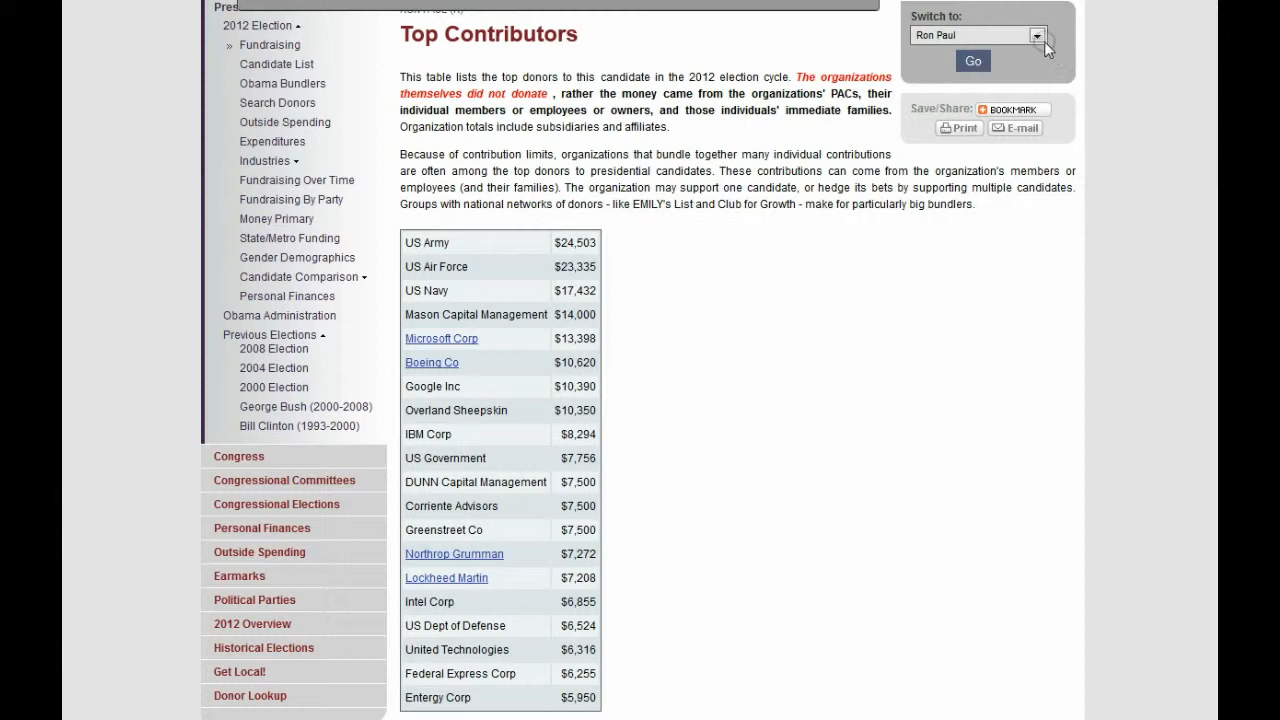 Pres
2012 Election
» Fundraising
Candidate List
Obama Bundlers
Search Donors
Outside Spending
Expenditures
Industries
Fundraising Over Time
Fundraising By Party
Money Primary
State/Metro Funding
Gender Demographics
Candidate Comparison
Personal Finances
Obama Administration
Previous Elections
2008 Election
2004 Election
2000 Election
George Bush (2000-2008)
Bill Clinton (1993-2000)
Congress
Congressional Committees
Congressional Elections
Personal Finances
Outside Spending
Earmarks
Political Parties
2012 Overview
Historical Elections
Get Local!
Donor Lookup
Top Contributors
This table lists the top donors to this candidate in the 2012 election cycle. The organizations
themselves did not donate , rather the money came from the organizations' PACs, their
individual members or employees or owners, and those individuals' immediate families.
Organization totals include subsidiaries and affiliates.
Because of contribution limits, organizations that bundle together many individual contributions
are often among the top donors to presidential candidates. These contributions can come from the organization's members or
employees (and their families). The organization may support one candidate, or hedge its bets by supporting multiple candidates.
Groups with national networks of donors - like EMILY's List and Club for Growth - make for particularly big bundlers.
US Army $24,503
US Air Force $23,335
US Navy $17,432
Mason Capital Management $14,000
Microsoft Corp $13,398
Boeing Co $10,620
Google Inc $10,390
Overland Sheepskin $10,350
IBM Corp $8,294
US Government $7,756
DUNN Capital Management $7,500
Corriente Advisors $7,500
Greenstreet Co $7,500
Northrop Grumman $7,272
Lockheed Martin $7,208
Intel Corp $6,855
US Dept of Defense $6,524
United Technologies $6,316
Federal Express Corp $6,255
Entergy Corp $5,950
Switch to:
Ron Paul
Go
Save/Share: BOOKMARK
Print E-mail